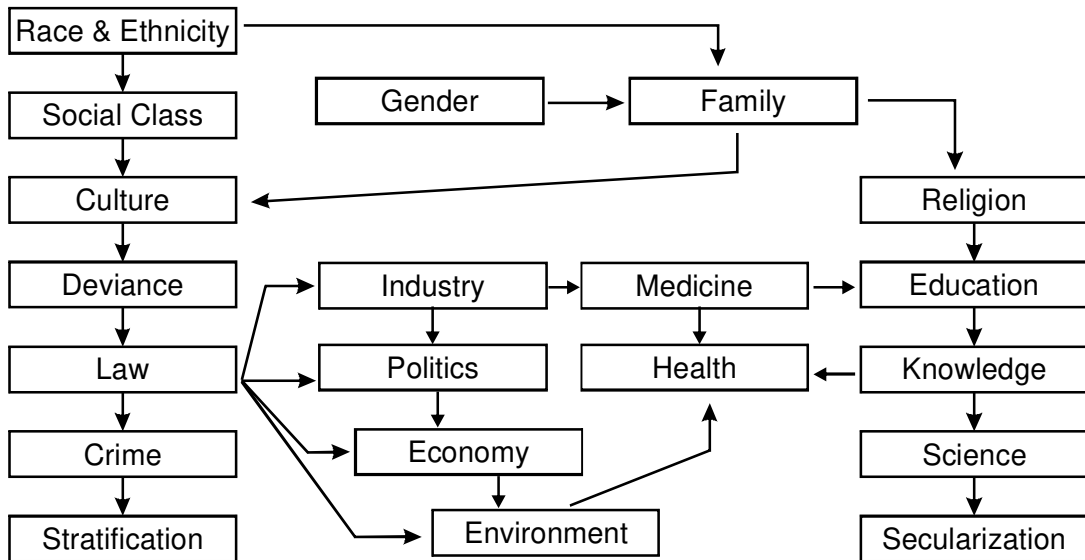 Race & Ethnicity
Gender
Family
Social Class
Culture
Religion
Deviance
Industry
Medicine
Education
Law
Politics
Health
Knowledge
Crime
Economy
Science
Stratification
Environment
Secularization